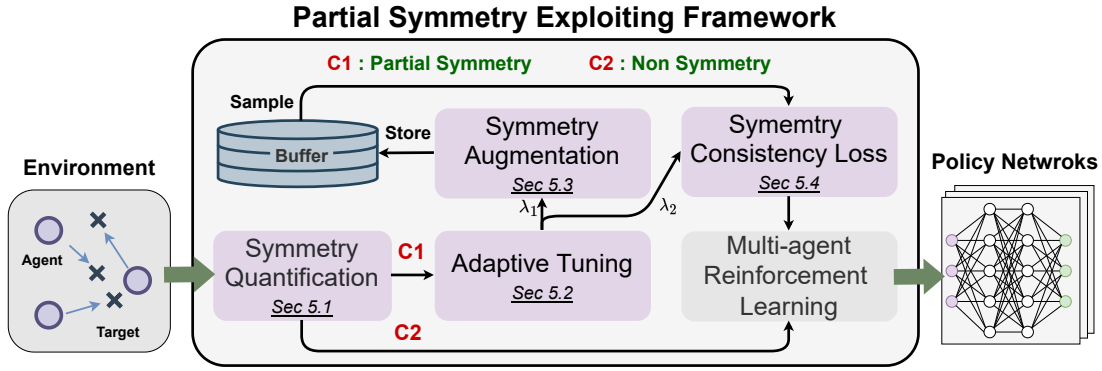 Partial Symmetry Exploiting Framework
C1 : Partial Symmetry
C2 : Non Symmetry
Environment
Agent
Target
Sample
Buffer
Store
Symmetry
Augmentation
Sec 5.3
Symemtry
Consistency Loss
Sec 5.4
λ1
λ2
Symmetry
Quantification
Sec 5.1
C1
Adaptive Tuning
Sec 5.2
C2
Multi-agent
Reinforcement
Learning
Policy Netwroks